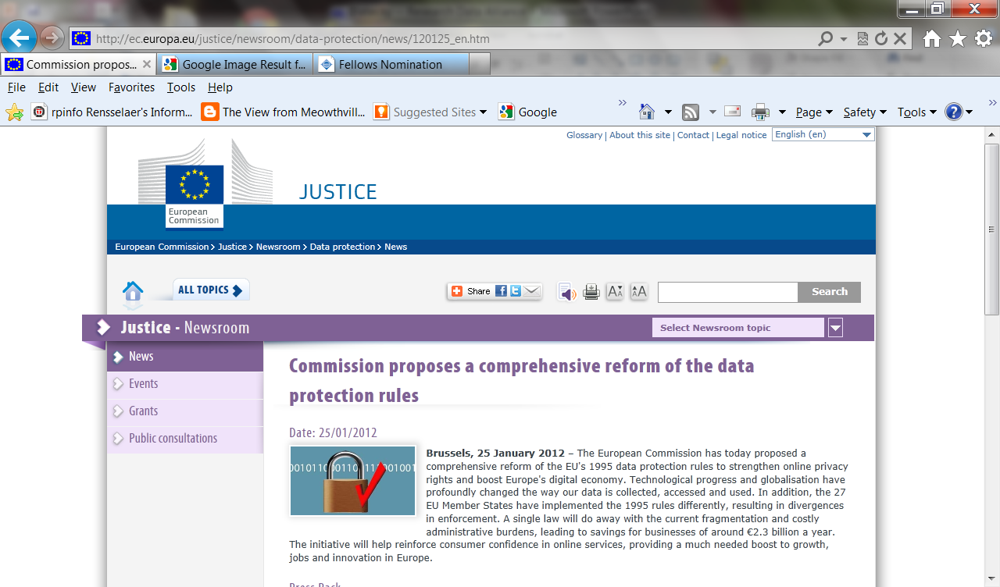 http://ec.europa.eu/justice/newsroom/data-protection/news/120125_en.htm
Commission propos...
Google Image Result f...
Fellows Nomination
File Edit View Favorites Tools Help
rpinfo Rensselaer's Inform...
The View from Meowthvill...
Suggested Sites
Google
Page
Safety
Tools
Glossary | About this site | Contact | Legal notice
English (en)
European
Commission
JUSTICE
European Commission > Justice > Newsroom > Data protection > News
ALL TOPICS
Share
Search
Justice - Newsroom
Select Newsroom topic
News
Events
Grants
Public consultations
Commission proposes a comprehensive reform of the data
protection rules
Date: 25/01/2012
Brussels, 25 January 2012 – The European Commission has today proposed a
comprehensive reform of the EU's 1995 data protection rules to strengthen online privacy
rights and boost Europe's digital economy. Technological progress and globalisation have
profoundly changed the way our data is collected, accessed and used. In addition, the 27
EU Member States have implemented the 1995 rules differently, resulting in divergences
in enforcement. A single law will do away with the current fragmentation and costly
administrative burdens, leading to savings for businesses of around €2.3 billion a year.
The initiative will help reinforce consumer confidence in online services, providing a much needed boost to growth,
jobs and innovation in Europe.
Press Pack